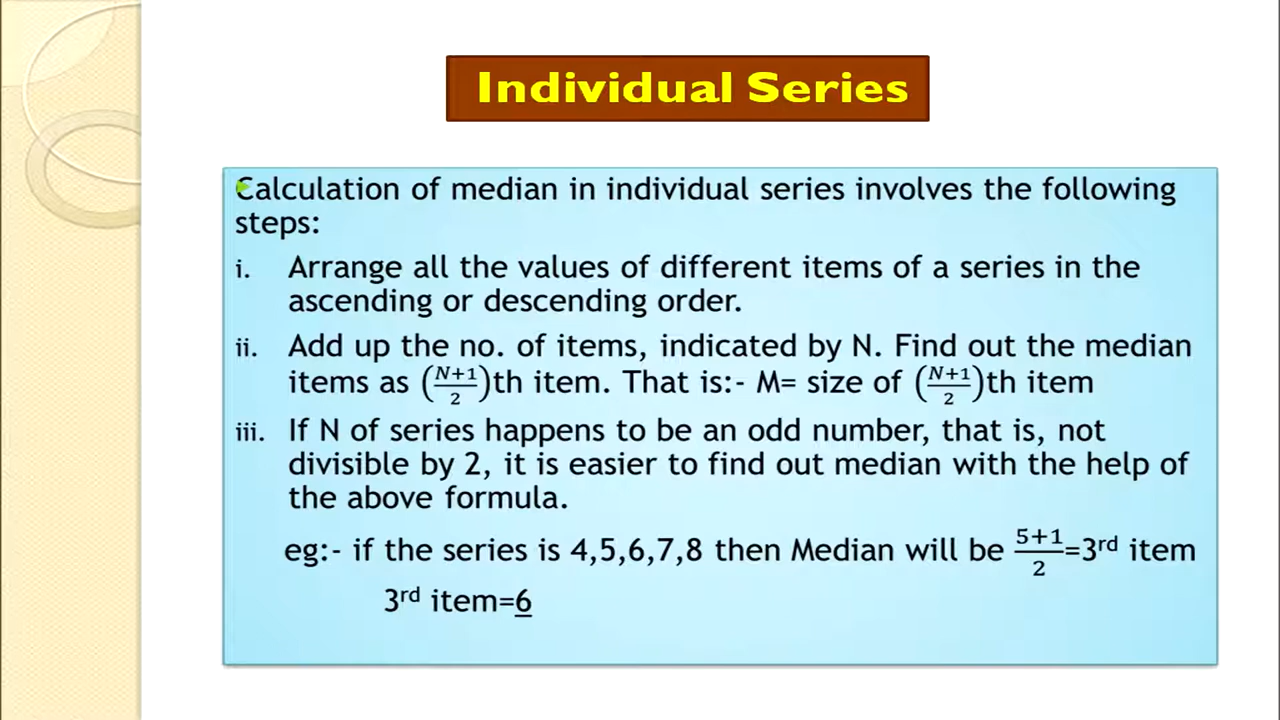 Individual Series
Calculation of median in individual series involves the following
steps:
i. Arrange all the values of different items of a series in the
ascending or descending order.
ii. Add up the no. of items, indicated by N. Find out the median
items as (N+1/2)th item. That is:- M= size of (N+1/2)th item
iii. If N of series happens to be an odd number, that is, not
divisible by 2, it is easier to find out median with the help of
the above formula.
eg:- if the series is 4,5,6,7,8 then Median will be 5+1/2=3rd item
3rd item=6